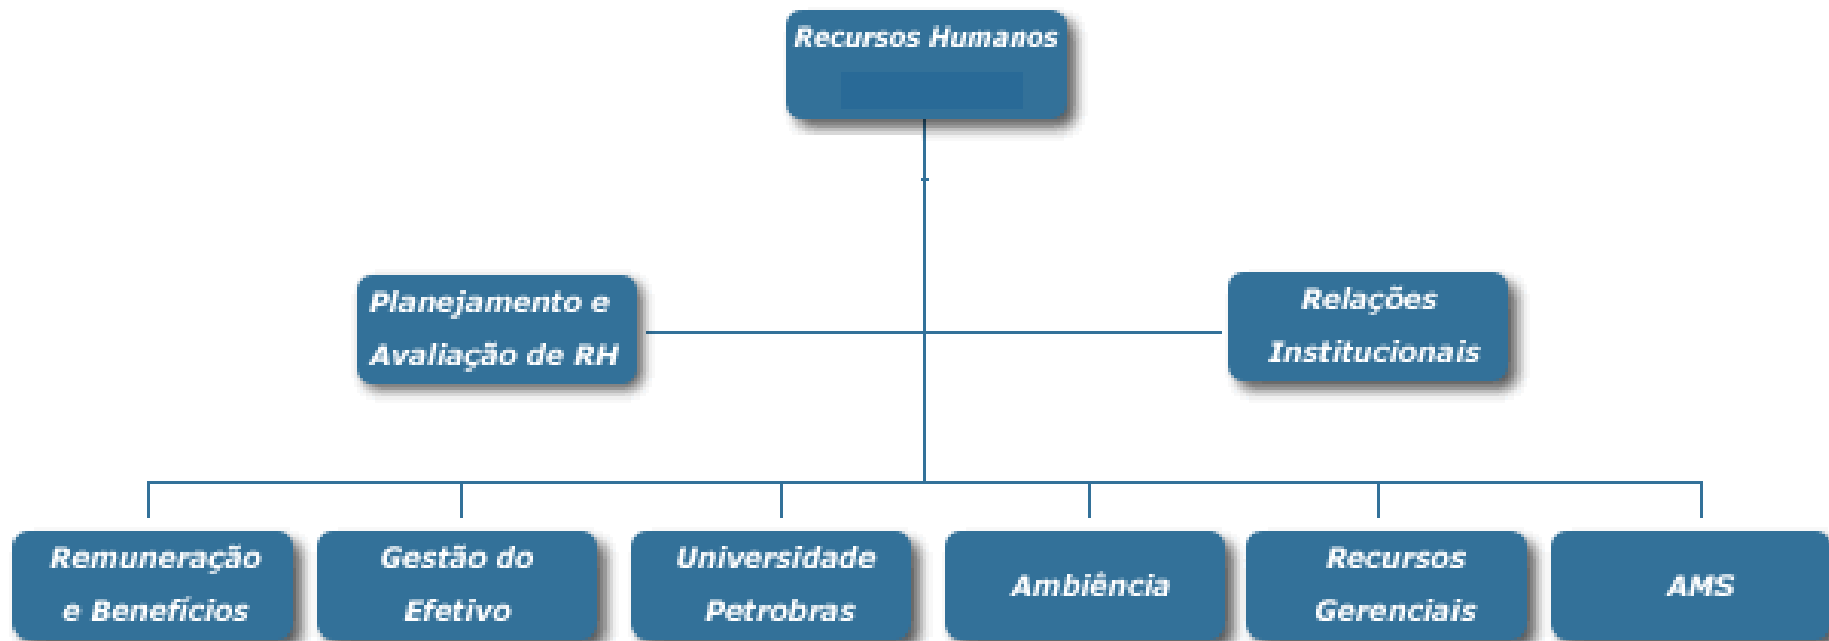 Recursos Humanos
Planejamento e
Avaliação de RH
Relações
Institucionais
Remuneração
e Benefícios
Gestão do
Efetivo
Universidade
Petrobras
Ambiência
Recursos
Gerenciais
AMS